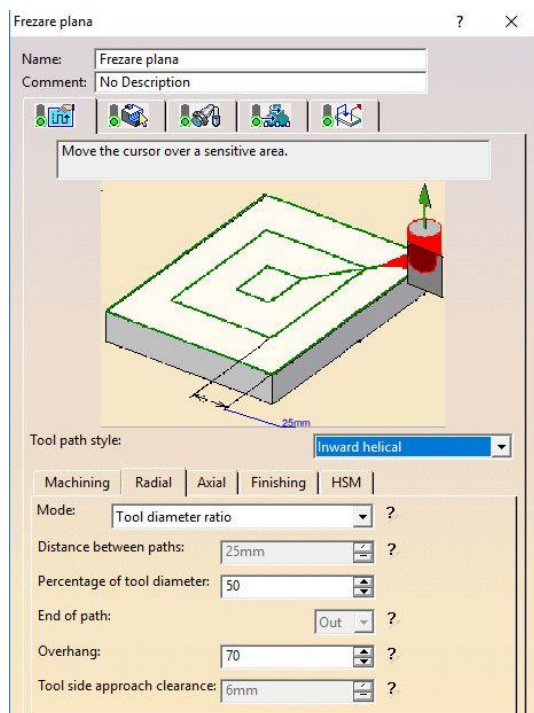 Frezare plana ? ×
Name: Frezare plana
Comment: No Description
Move the cursor over a sensitive area.
25mm
Tool path style: Inward helical
Machining Radial Axial Finishing HSM
Mode: Tool diameter ratio ?
Distance between paths: 25mm ?
Percentage of tool diameter: 50
End of path: Out ?
Overhang: 70 ?
Tool side approach clearance: 6mm ?